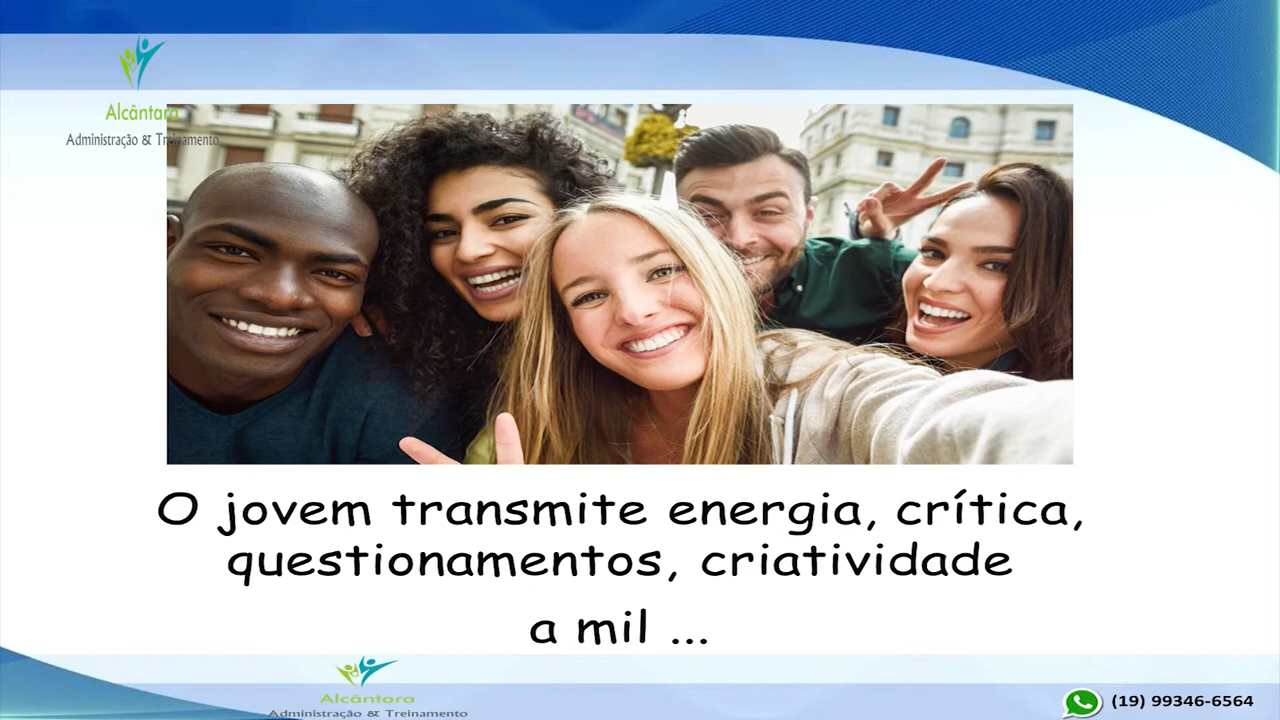 Alcântara
Administração & Treinamento
O jovem transmite energia, crítica,
questionamentos, criatividade
a mil ...
Alcântara
Administração & Treinamento
(19) 99346-6564